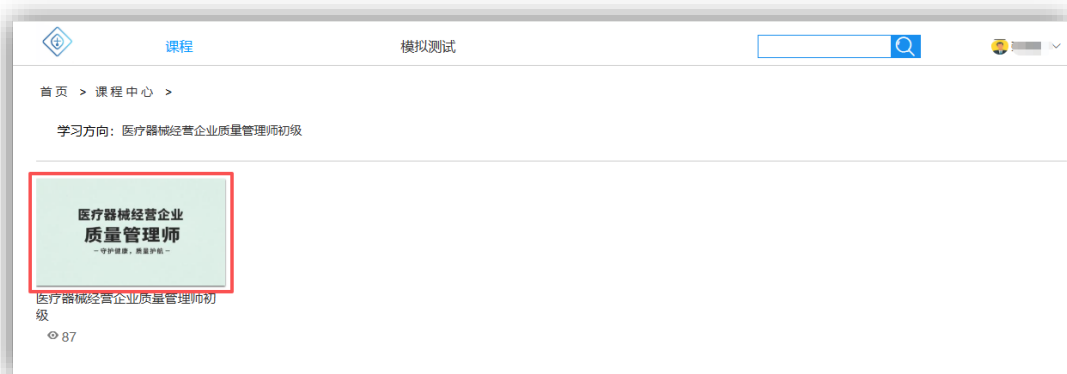 课程
模拟测试
首页 > 课程中心 >
学习方向: 医疗器械经营企业质量管理师初级
医疗器械经营企业
质量管理师
－守护健康，质量护航－
医疗器械经营企业质量管理师初
级
87